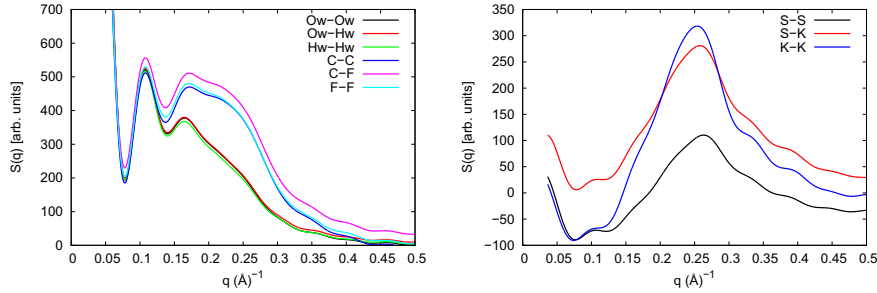 S(q) [arb. units]
700
600
500
400
300
200
100
0
Ow−Ow
Ow−Hw
Hw−Hw
C−C
C−F
F−F
0 0.05 0.1 0.15 0.2 0.25 0.3 0.35 0.4 0.45 0.5
q (Å)⁻¹
S(q) [arb. units]
350
300
250
200
150
100
50
0
−50
−100
S−S
S−K
K−K
0 0.05 0.1 0.15 0.2 0.25 0.3 0.35 0.4 0.45 0.5
q (Å)⁻¹